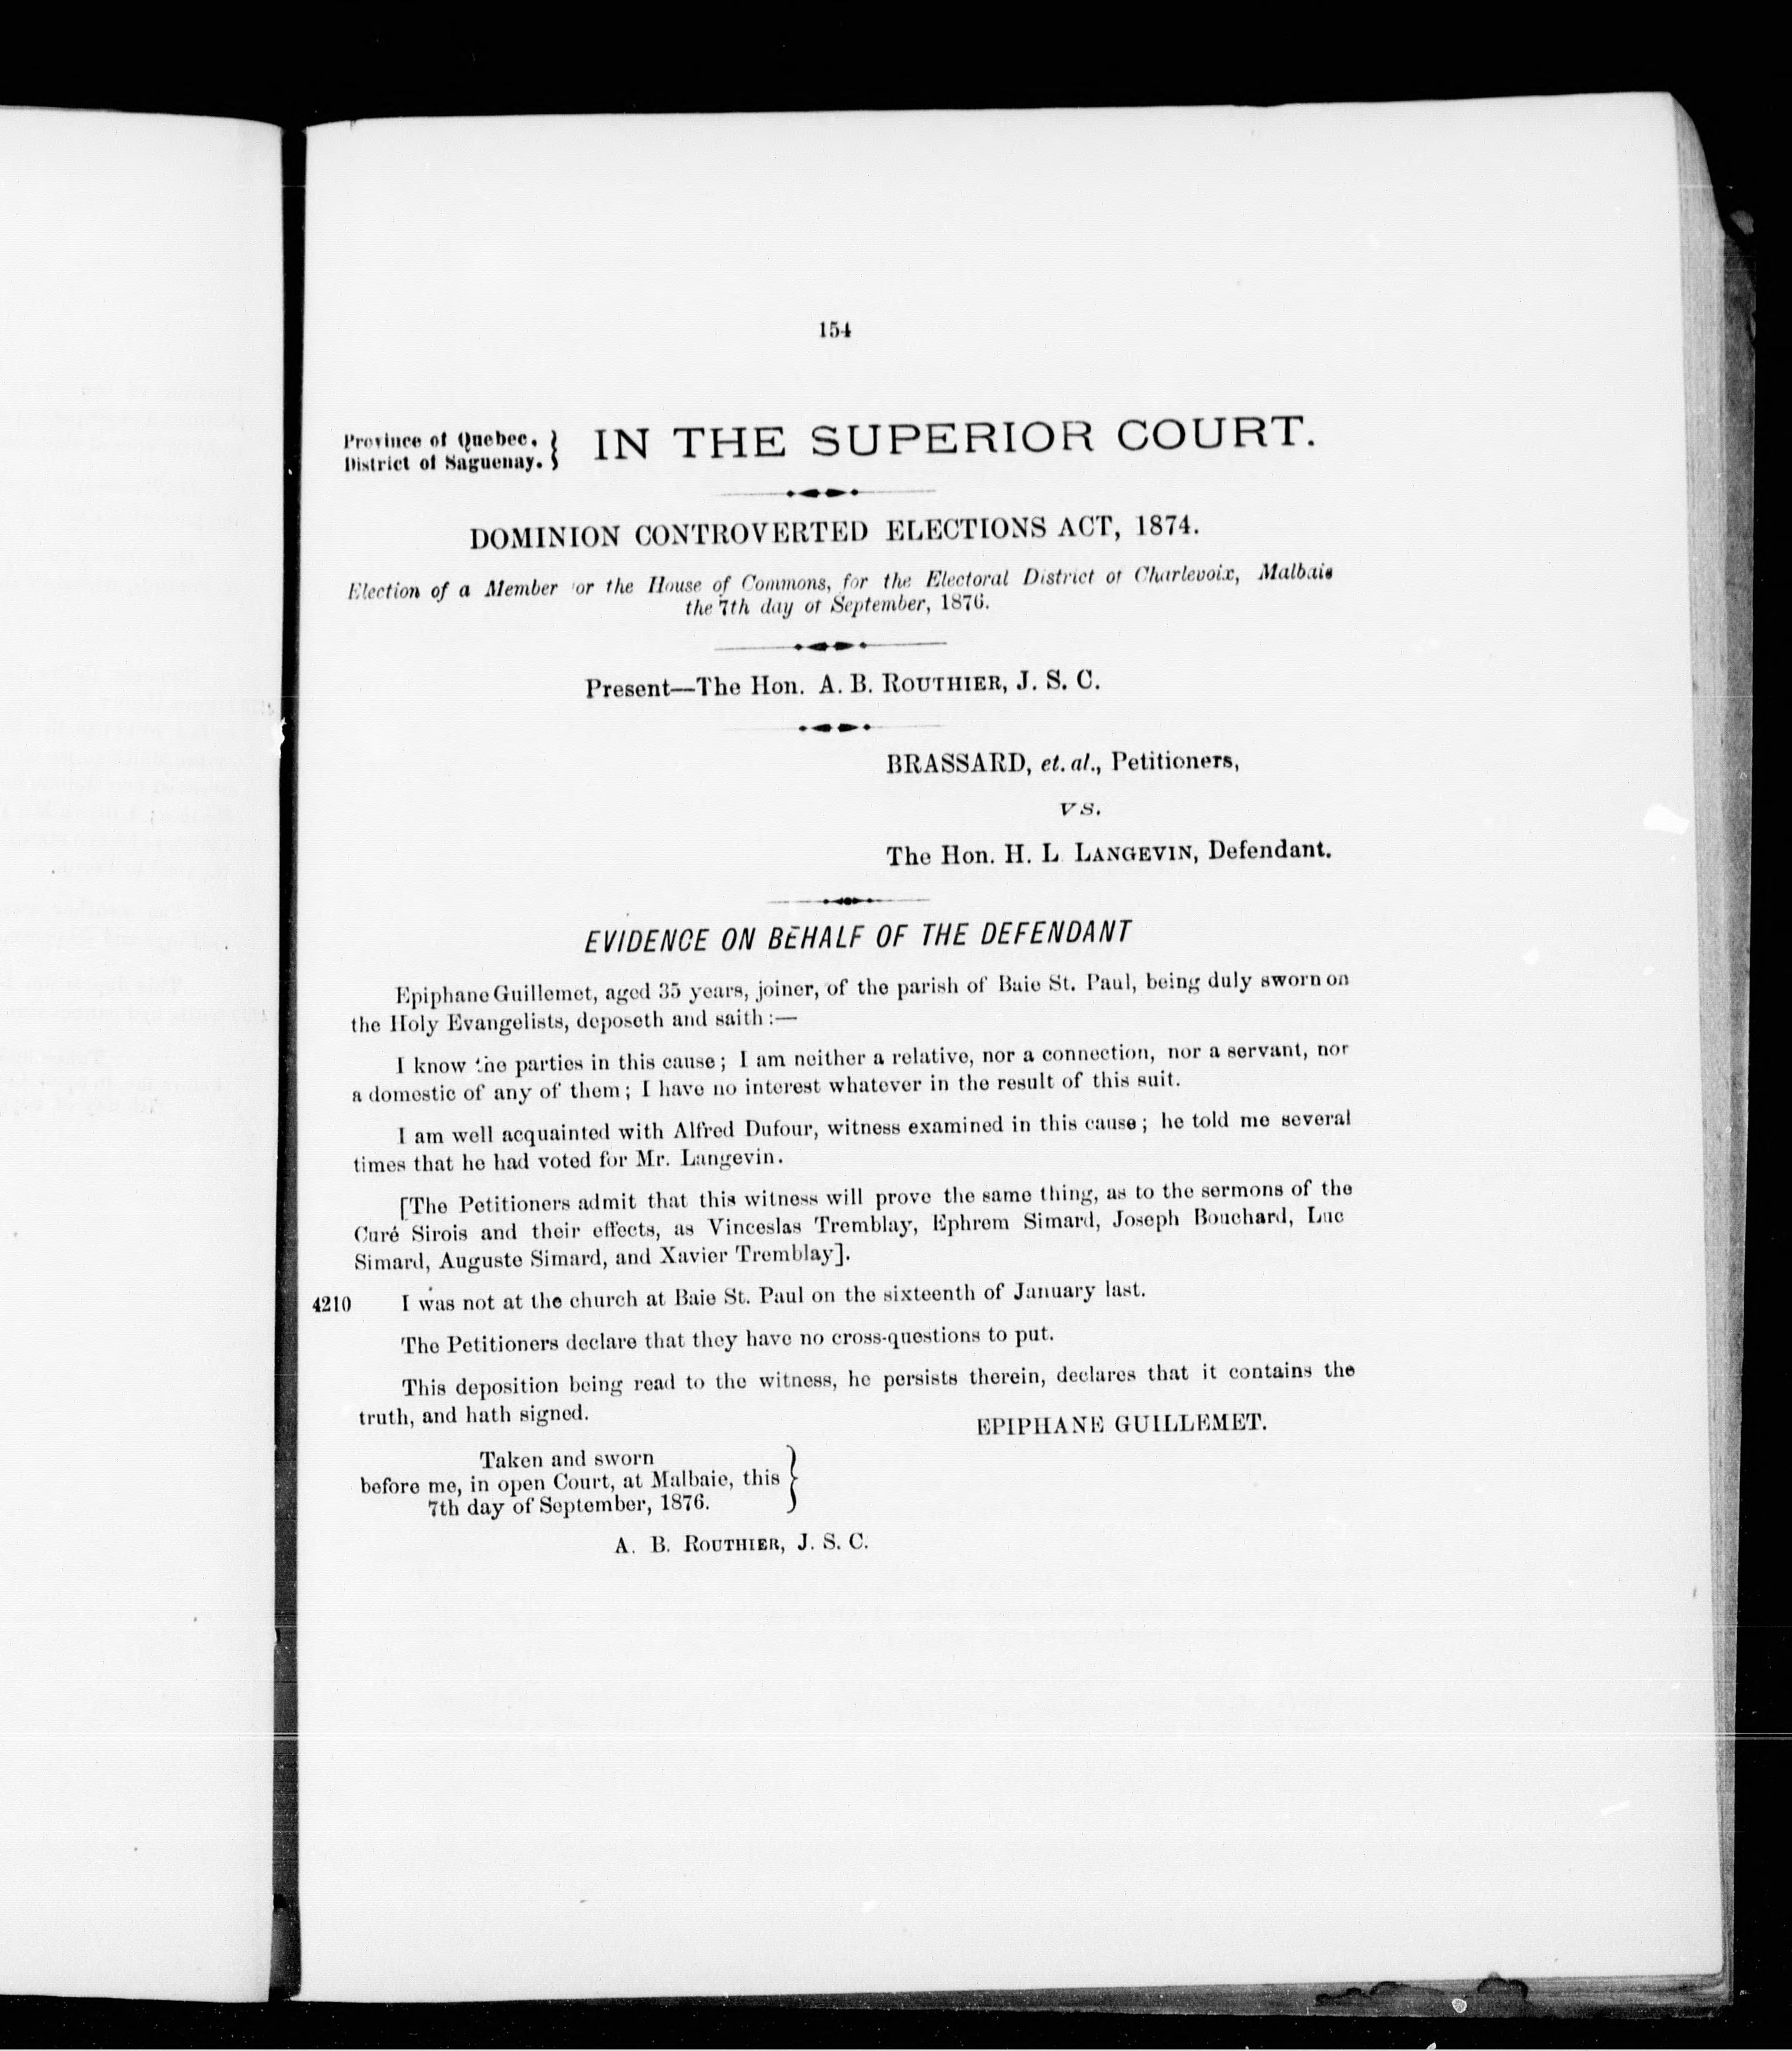 154
Province of Quebec.
District of Saguenay.
IN THE SUPERIOR COURT.
DOMINION CONTROVERTED ELECTIONS ACT, 1874.
Election of a Member or the House of Commons, for the Electoral District of Charlevoix, Malbaie
the 7th day of September, 1876.
Present—The Hon. A. B. ROUTHIER, J. S. C.
BRASSARD, et. al., Petitioners,
vs.
The Hon. H. L LANGEVIN, Defendant.
EVIDENCE ON BEHALF OF THE DEFENDANT
Epiphane Guillemet, aged 35 years, joiner, of the parish of Baie St. Paul, being duly sworn on
the Holy Evangelists, deposeth and saith :—
I know the parties in this cause ; I am neither a relative, nor a connection, nor a servant, nor
a domestic of any of them ; I have no interest whatever in the result of this suit.
I am well acquainted with Alfred Dufour, witness examined in this cause ; he told me several
times that he had voted for Mr. Langevin.
[The Petitioners admit that this witness will prove the same thing, as to the sermons of the
Curé Sirois and their effects, as Vinceslas Tremblay, Ephrem Simard, Joseph Bouchard, Luc
Simard, Auguste Simard, and Xavier Tremblay].
4210 I was not at the church at Baie St. Paul on the sixteenth of January last.
The Petitioners declare that they have no cross-questions to put.
This deposition being read to the witness, he persists therein, declares that it contains the
truth, and hath signed.
EPIPHANE GUILLEMET.
Taken and sworn
before me, in open Court, at Malbaie, this
7th day of September, 1876.
A. B. ROUTHIER, J. S. C.